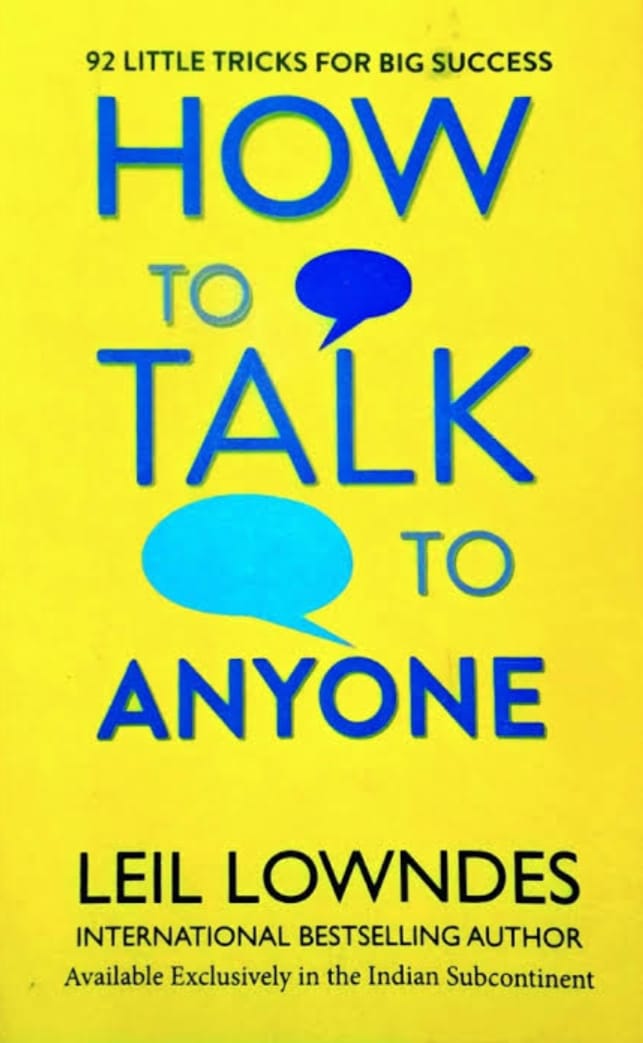 92 LITTLE TRICKS FOR BIG SUCCESS
HOW
TO
TALK
TO
ANYONE
LEIL LOWNDES
INTERNATIONAL BESTSELLING AUTHOR
Available Exclusively in the Indian Subcontinent